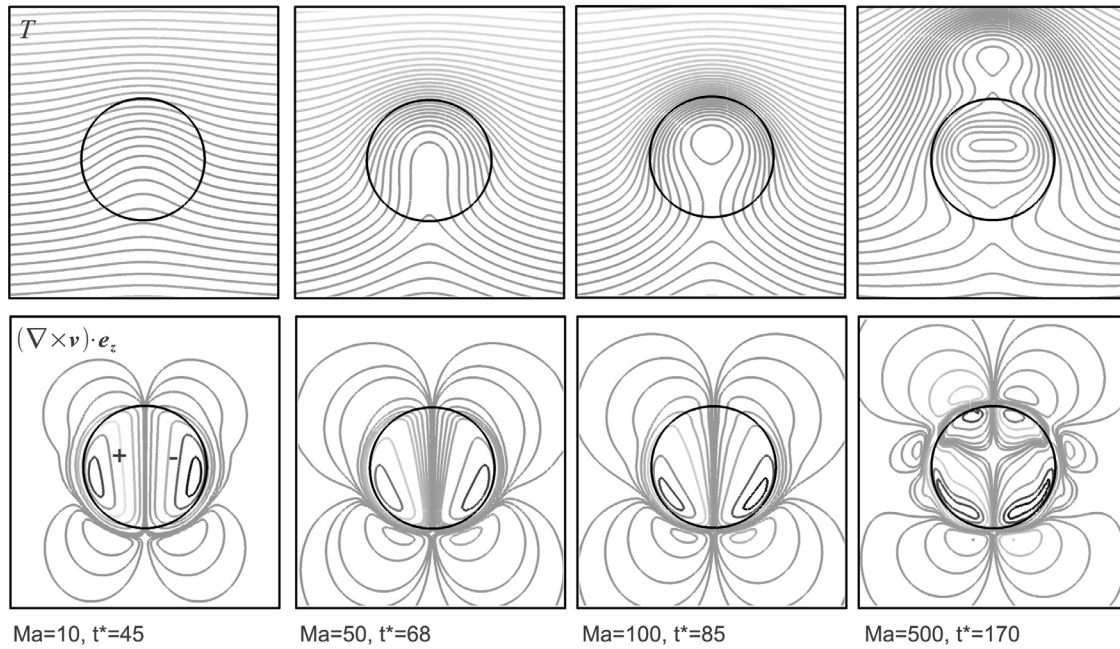 T
(∇×v)·e_z
+ -
Ma=10, t*=45
Ma=50, t*=68
Ma=100, t*=85
Ma=500, t*=170